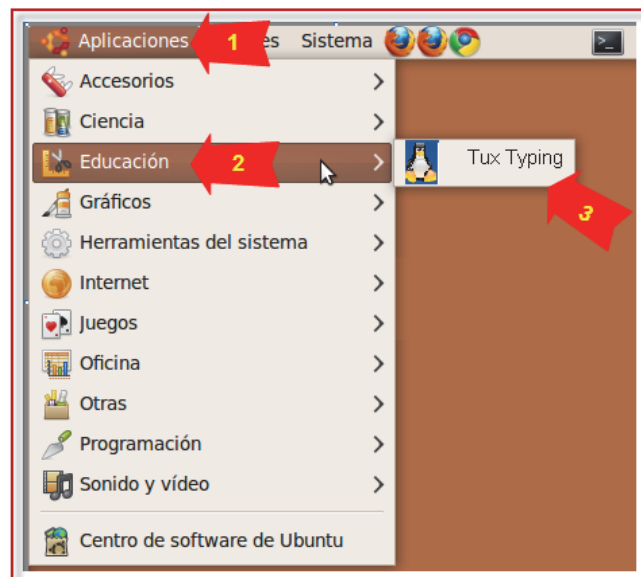 Aplicaciones 1 es Sistema
Accesorios
Ciencia
Educación 2 Tux Typing
3
Gráficos
Herramientas del sistema
Internet
Juegos
Oficina
Otras
Programación
Sonido y vídeo
Centro de software de Ubuntu